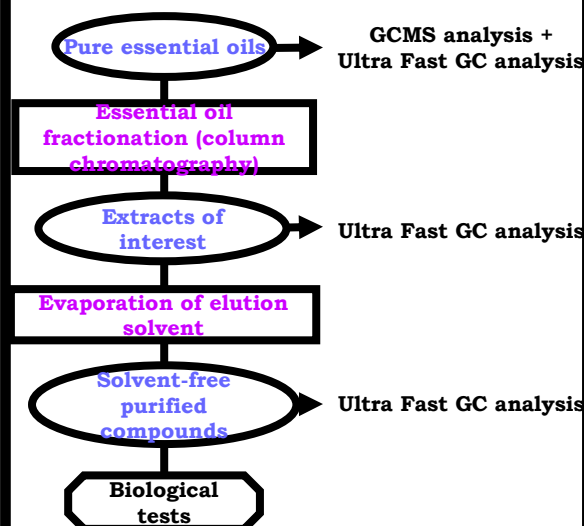 Pure essential oils
GCMS analysis +
Ultra Fast GC analysis
Essential oil
fractionation (column
chromatography)
Extracts of
interest
Ultra Fast GC analysis
Evaporation of elution
solvent
Solvent-free
purified
compounds
Ultra Fast GC analysis
Biological
tests